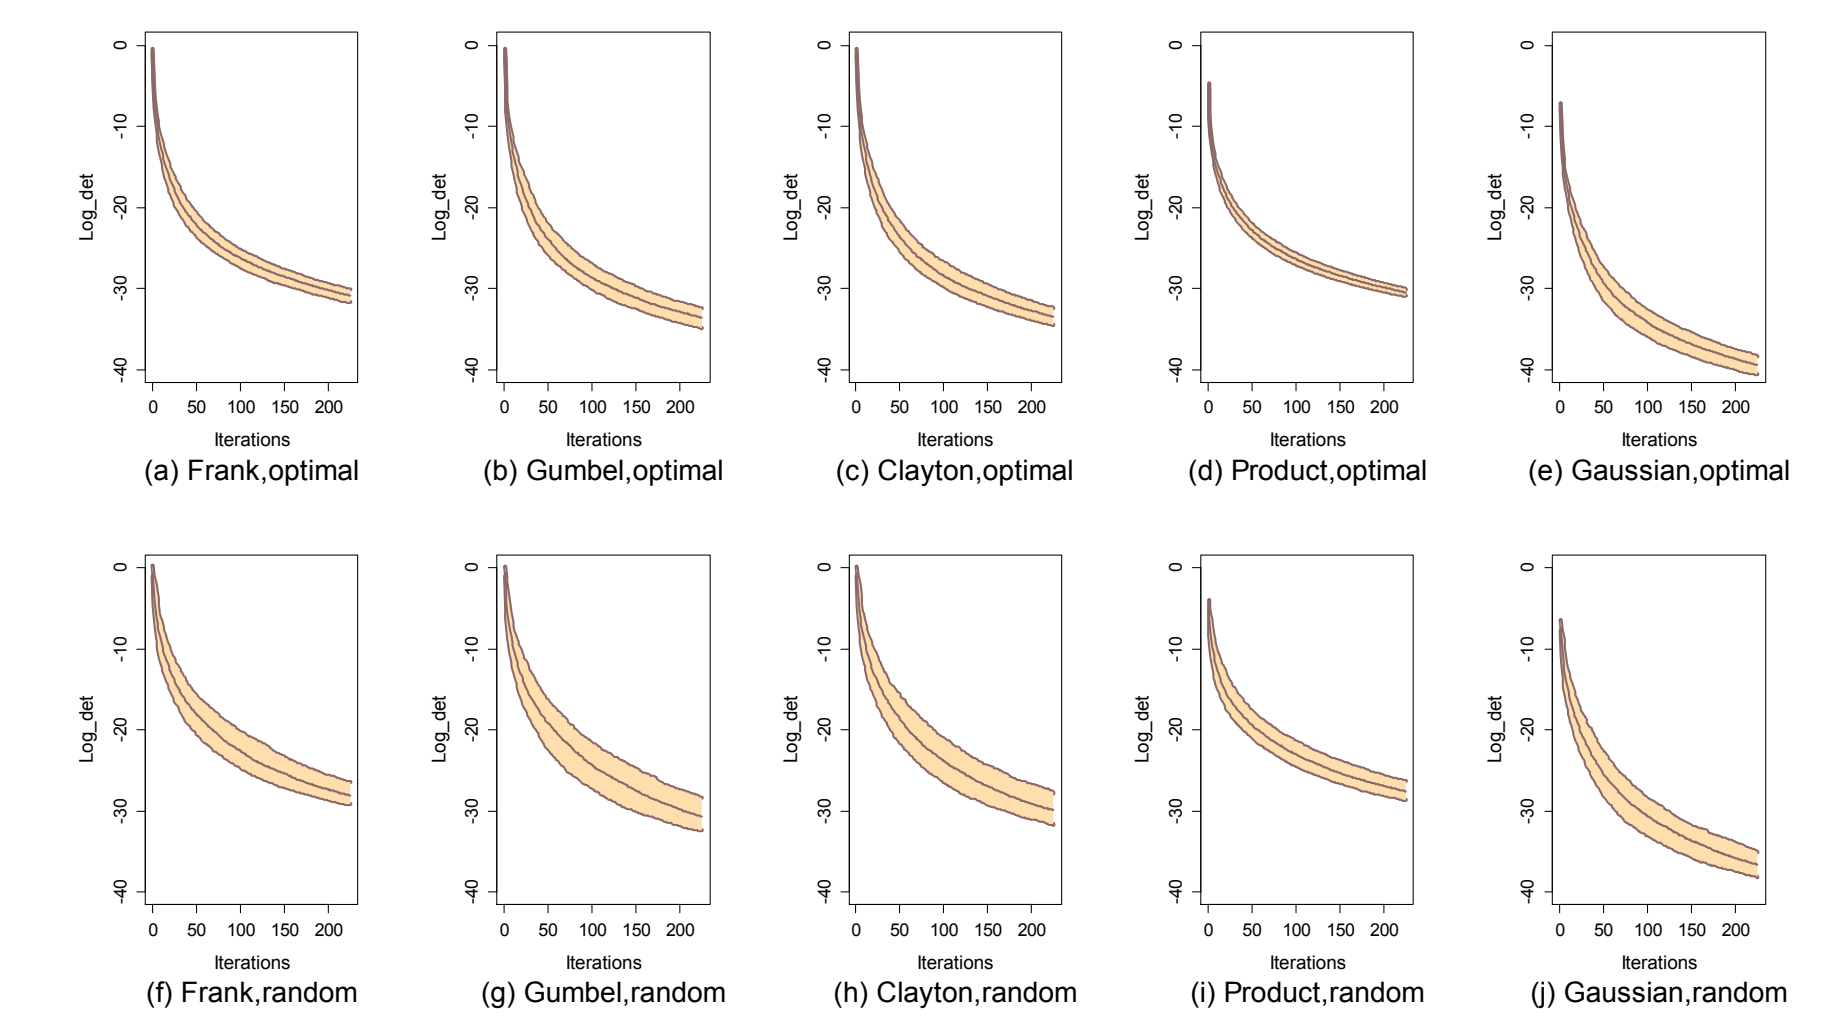 0
-10
-20
-30
-40
Log_det
0 50 100 150 200
Iterations
(a) Frank,optimal
0
-10
-20
-30
-40
Log_det
0 50 100 150 200
Iterations
(b) Gumbel,optimal
0
-10
-20
-30
-40
Log_det
0 50 100 150 200
Iterations
(c) Clayton,optimal
0
-10
-20
-30
-40
Log_det
0 50 100 150 200
Iterations
(d) Product,optimal
0
-10
-20
-30
-40
Log_det
0 50 100 150 200
Iterations
(e) Gaussian,optimal
0
-10
-20
-30
-40
Log_det
0 50 100 150 200
Iterations
(f) Frank,random
0
-10
-20
-30
-40
Log_det
0 50 100 150 200
Iterations
(g) Gumbel,random
0
-10
-20
-30
-40
Log_det
0 50 100 150 200
Iterations
(h) Clayton,random
0
-10
-20
-30
-40
Log_det
0 50 100 150 200
Iterations
(i) Product,random
0
-10
-20
-30
-40
Log_det
0 50 100 150 200
Iterations
(j) Gaussian,random